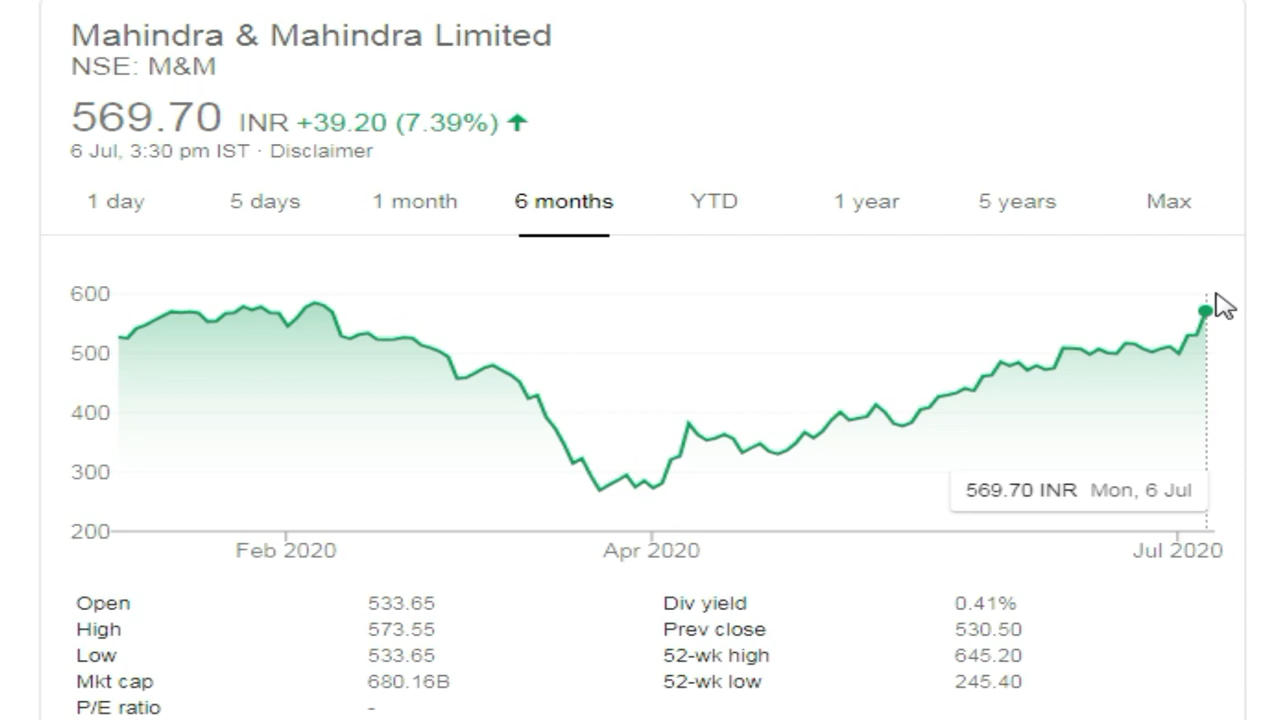 Mahindra & Mahindra Limited
NSE: M&M
569.70 INR +39.20 (7.39%)
6 Jul, 3:30 pm IST · Disclaimer
1 day 5 days 1 month 6 months YTD 1 year 5 years Max
600
500
400
300
200
569.70 INR Mon, 6 Jul
Feb 2020 Apr 2020 Jul 2020
Open 533.65 Div yield 0.41%
High 573.55 Prev close 530.50
Low 533.65 52-wk high 645.20
Mkt cap 680.16B 52-wk low 245.40
P/E ratio -